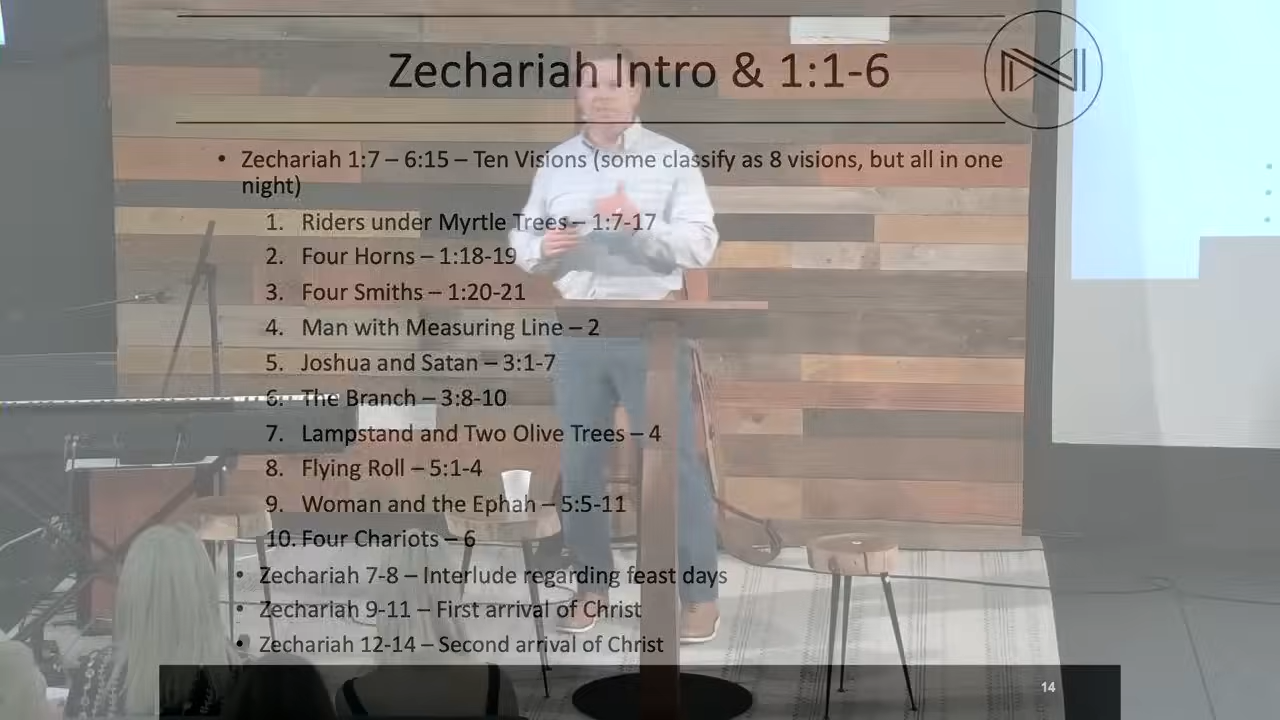 Zechariah Intro & 1:1-6
• Zechariah 1:7 – 6:15 – Ten Visions (some classify as 8 visions, but all in one
night)
1. Riders under Myrtle Trees – 1:7-17
2. Four Horns – 1:18-19
3. Four Smiths – 1:20-21
4. Man with Measuring Line – 2
5. Joshua and Satan – 3:1-7
6. The Branch – 3:8-10
7. Lampstand and Two Olive Trees – 4
8. Flying Roll – 5:1-4
9. Woman and the Ephah – 5:5-11
10. Four Chariots – 6
• Zechariah 7-8 – Interlude regarding feast days
• Zechariah 9-11 – First arrival of Christ
• Zechariah 12-14 – Second arrival of Christ
14